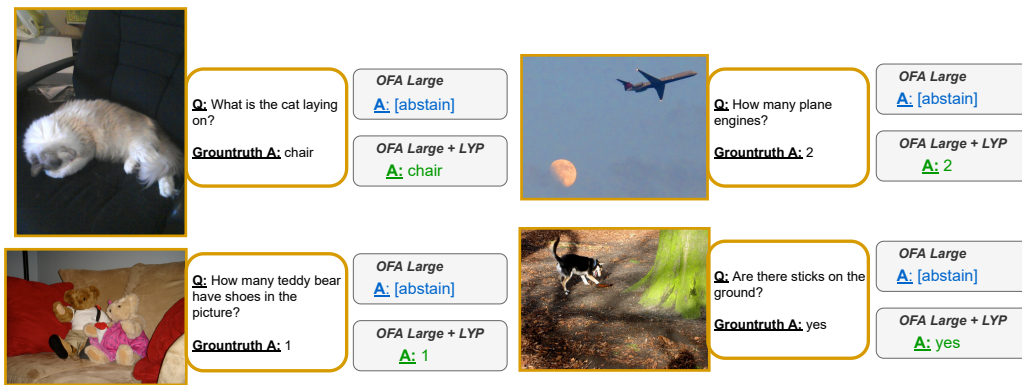 Q: What is the cat laying
on?
Grountruth A: chair
OFA Large
A: [abstain]
OFA Large + LYP
A: chair
Q: How many plane
engines?
Grountruth A: 2
OFA Large
A: [abstain]
OFA Large + LYP
A: 2
Q: How many teddy bear
have shoes in the
picture?
Grountruth A: 1
OFA Large
A: [abstain]
OFA Large + LYP
A: 1
Q: Are there sticks on the
ground?
Grountruth A: yes
OFA Large
A: [abstain]
OFA Large + LYP
A: yes